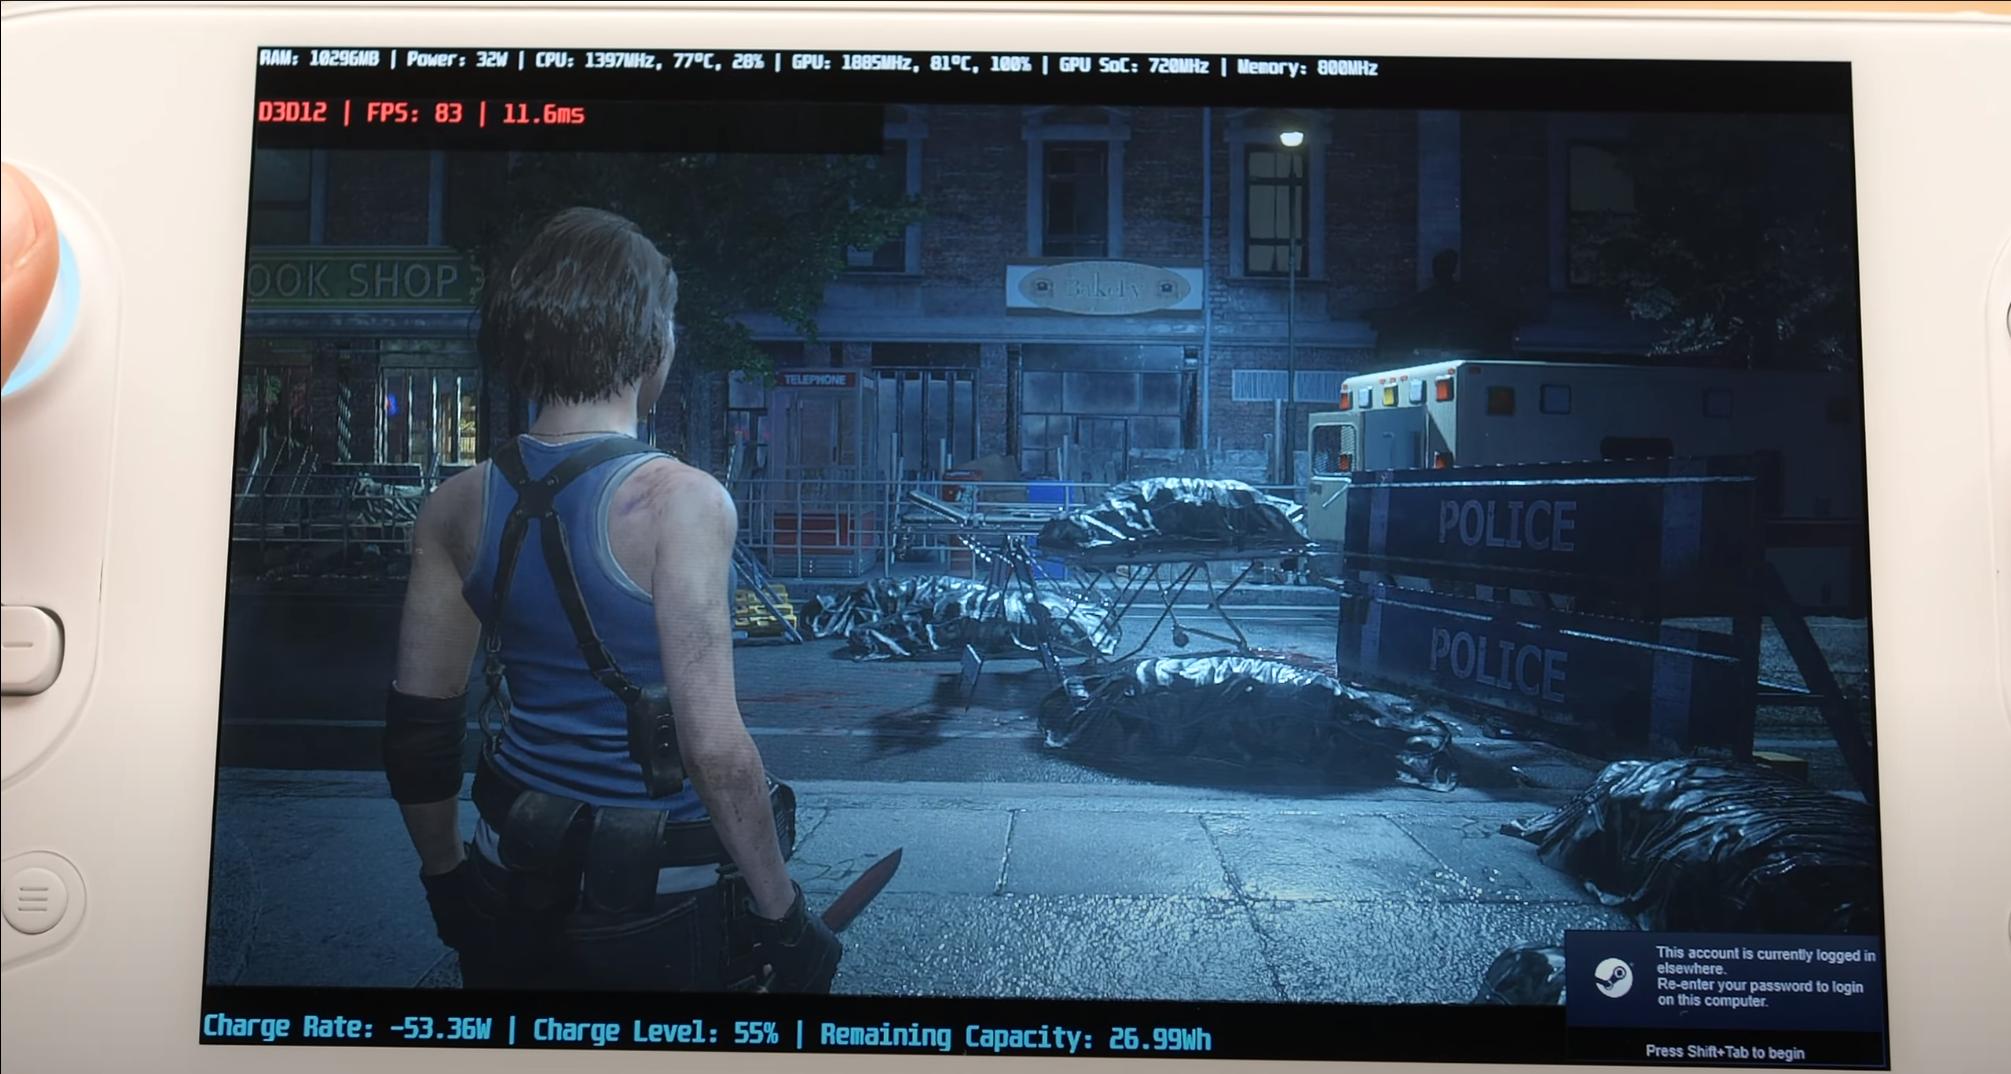 RAM: 10296MB | Power: 32W | CPU: 1397MHz, 77°C, 28% | GPU: 1885MHz, 81°C, 100% | GPU SoC: 720MHz | Memory: 800MHz
D3D12 | FPS: 83 | 11.6ms
OOK SHOP
Bakery
TELEPHONE
POLICE
POLICE
This account is currently logged in
elsewhere.
Re-enter your password to login
on this computer.
Press Shift+Tab to begin
Charge Rate: -53.36W | Charge Level: 55% | Remaining Capacity: 26.99Wh